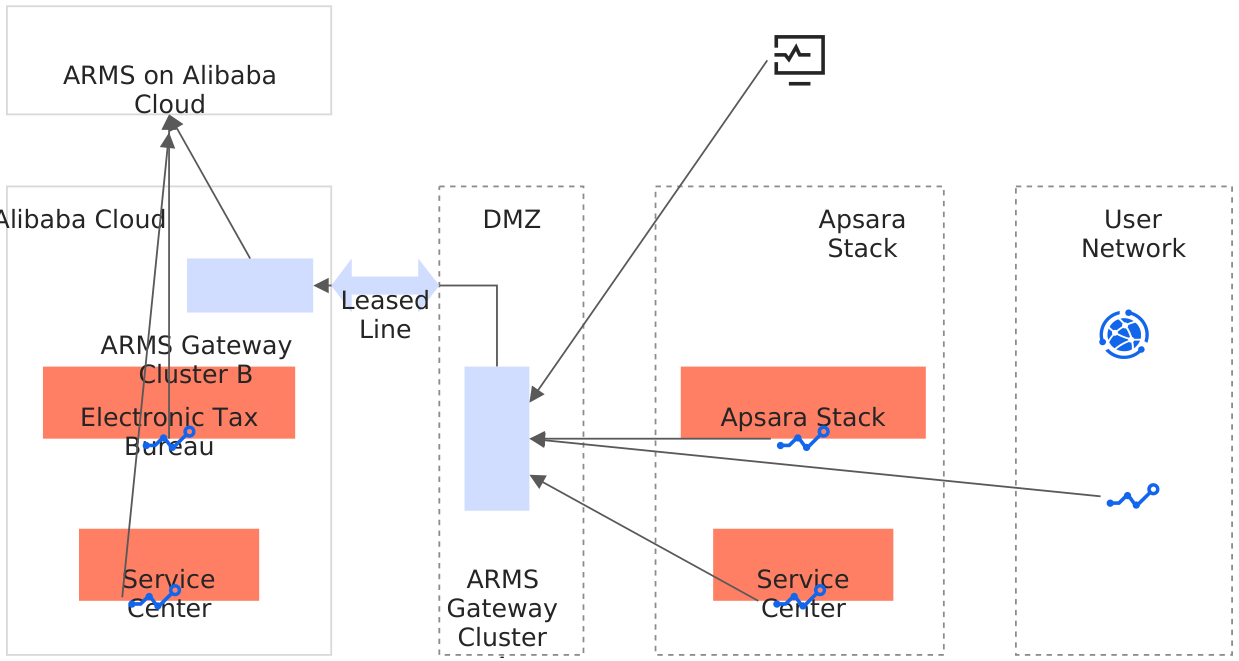 ARMS on Alibaba
Cloud
Alibaba Cloud
DMZ
Apsara
Stack
User
Network
Leased
Line
ARMS Gateway
Cluster B
Electronic Tax
Bureau
Apsara Stack
Service
Center
ARMS
Gateway
Cluster
Service
Center